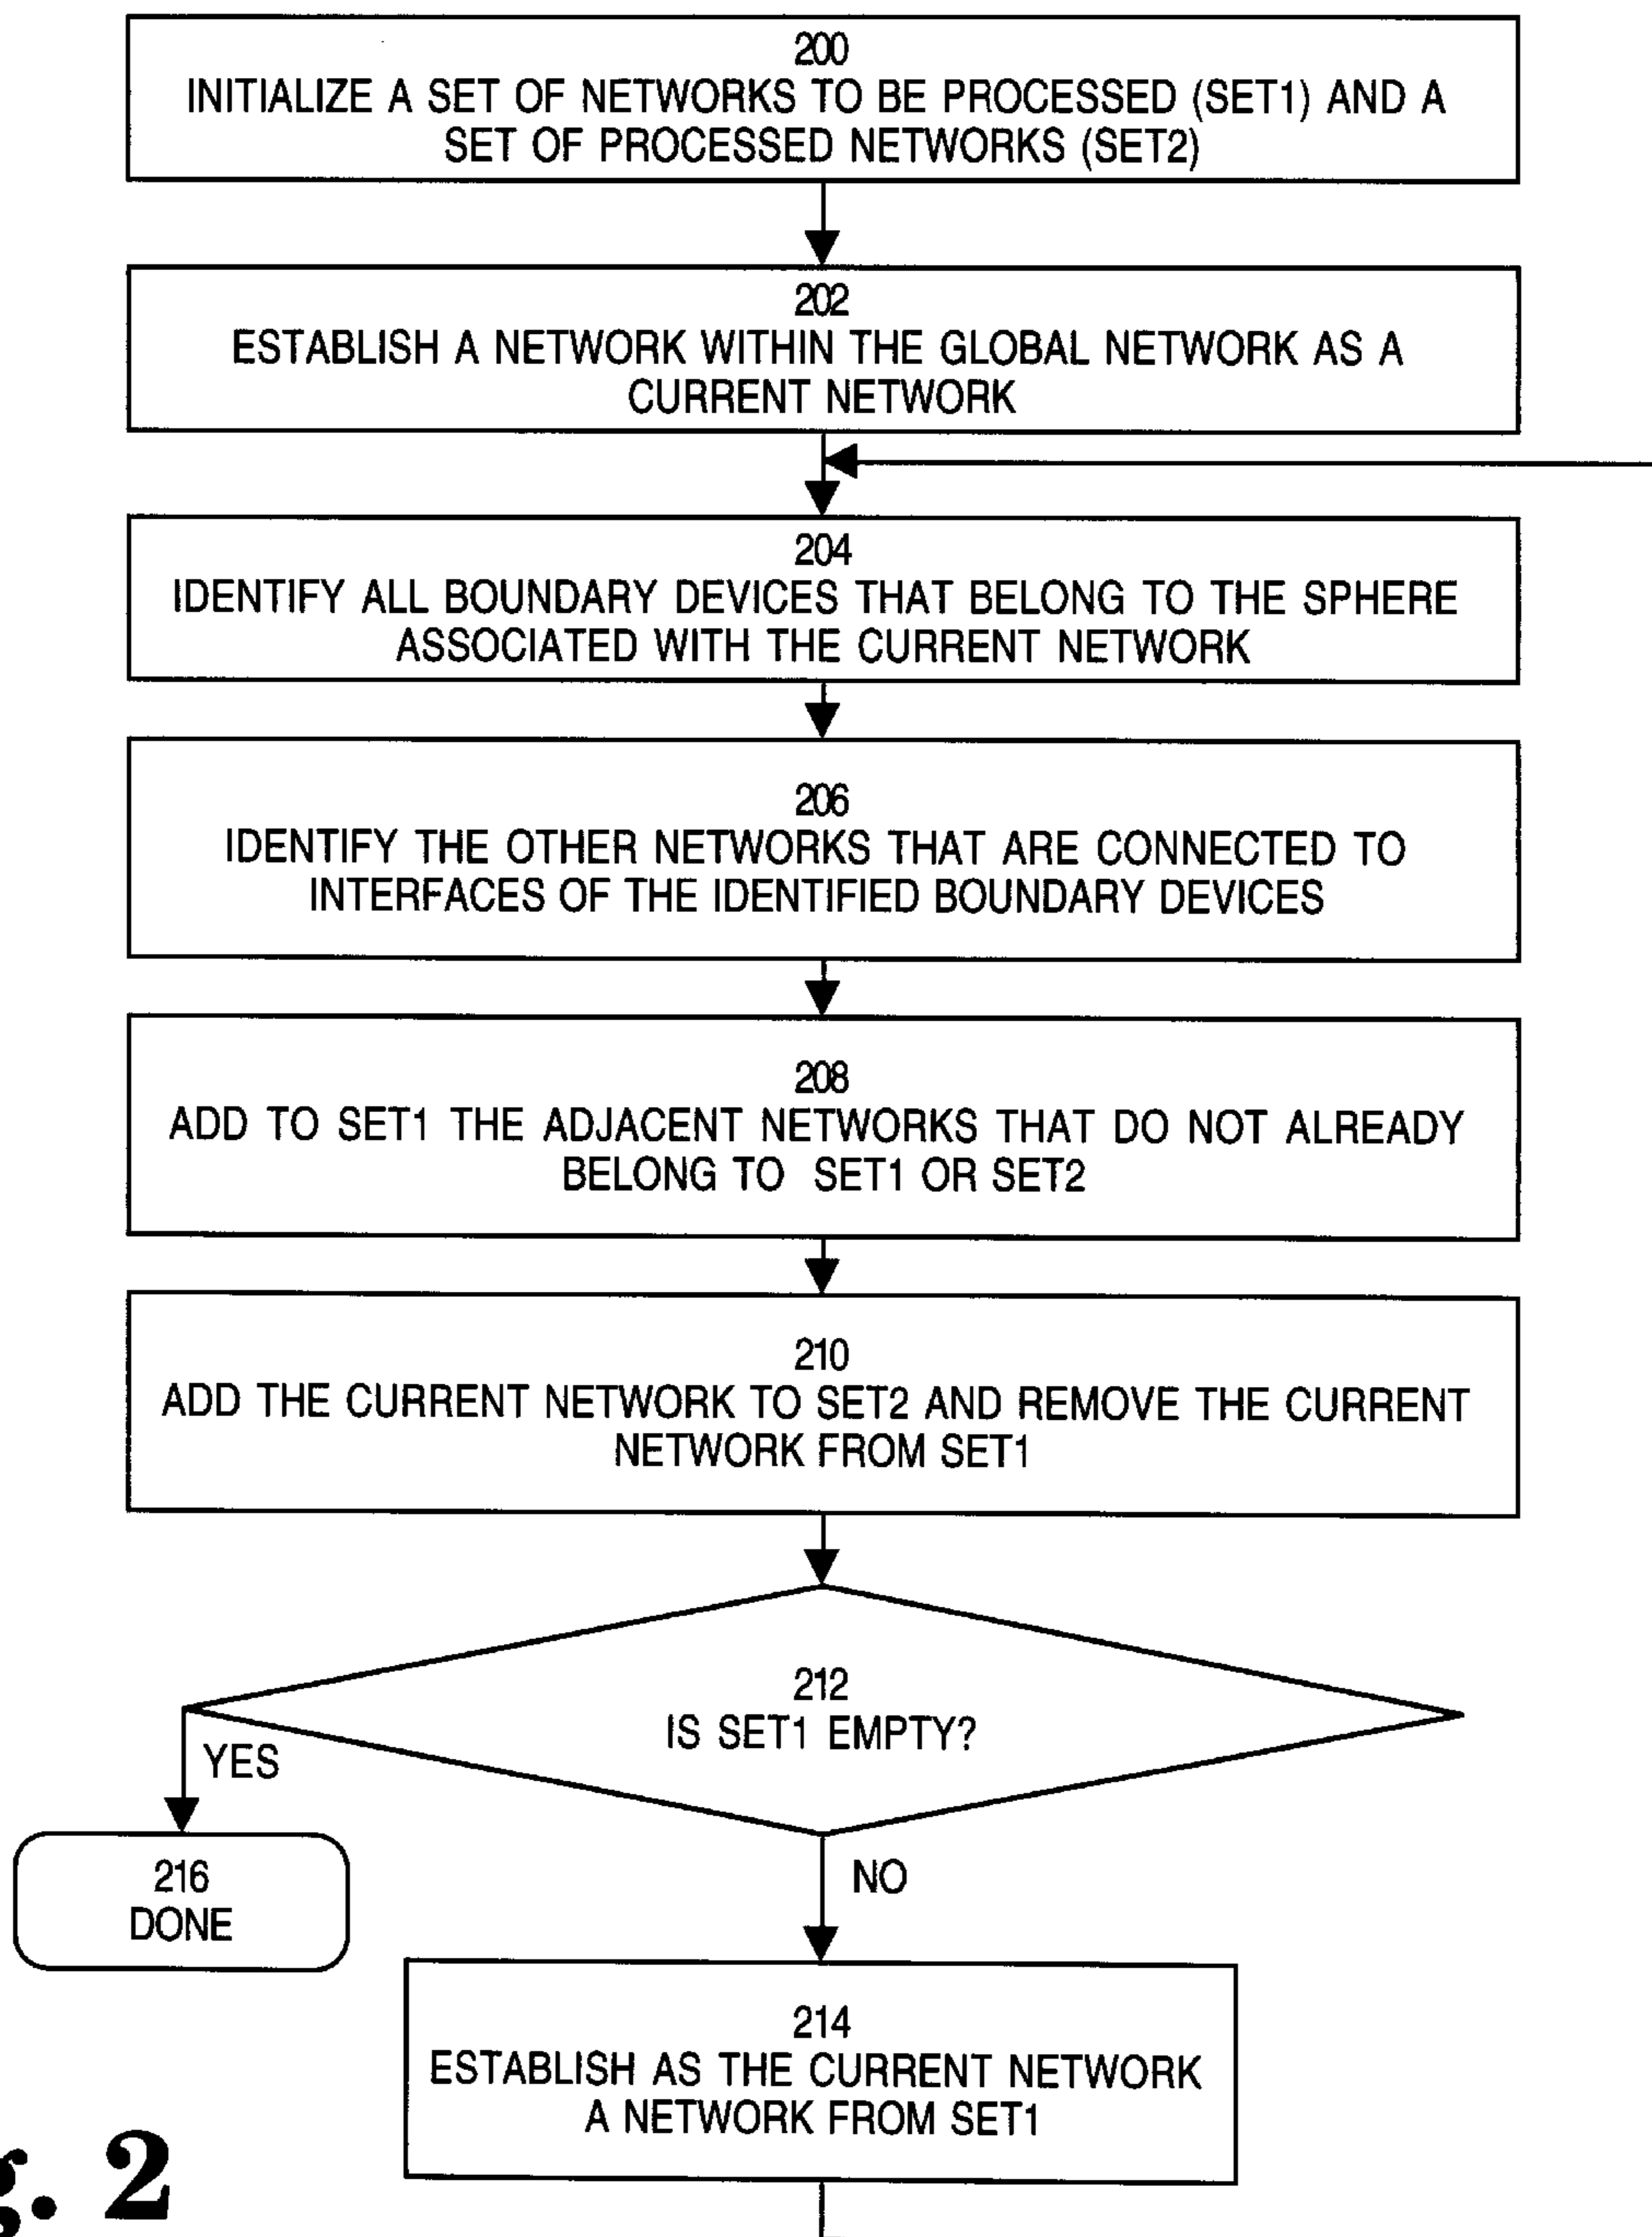 200
INITIALIZE A SET OF NETWORKS TO BE PROCESSED (SET1) AND A
SET OF PROCESSED NETWORKS (SET2)
202
ESTABLISH A NETWORK WITHIN THE GLOBAL NETWORK AS A
CURRENT NETWORK
204
IDENTIFY ALL BOUNDARY DEVICES THAT BELONG TO THE SPHERE
ASSOCIATED WITH THE CURRENT NETWORK
206
IDENTIFY THE OTHER NETWORKS THAT ARE CONNECTED TO
INTERFACES OF THE IDENTIFIED BOUNDARY DEVICES
208
ADD TO SET1 THE ADJACENT NETWORKS THAT DO NOT ALREADY
BELONG TO SET1 OR SET2
210
ADD THE CURRENT NETWORK TO SET2 AND REMOVE THE CURRENT
NETWORK FROM SET1
212
IS SET1 EMPTY?
YES
216
DONE
NO
214
ESTABLISH AS THE CURRENT NETWORK
A NETWORK FROM SET1
g. 2